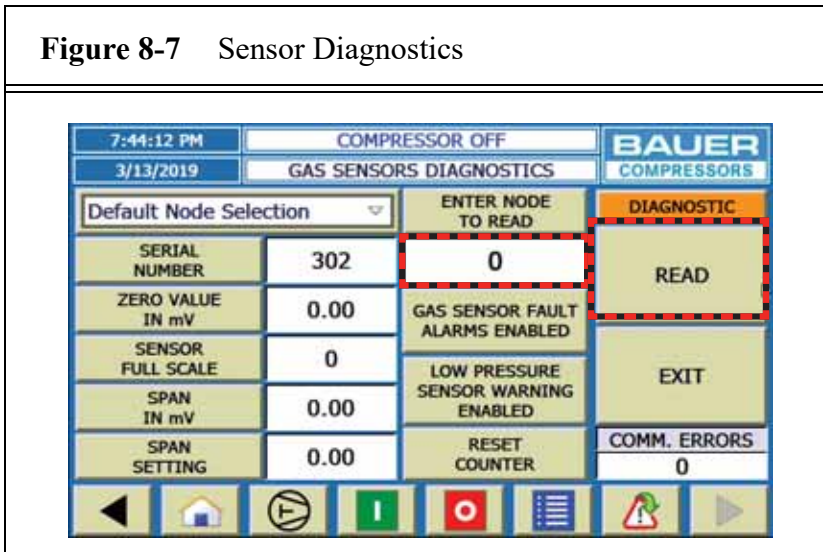 Figure 8-7 Sensor Diagnostics
7:44:12 PM
COMPRESSOR OFF
BAUER
COMPRESSORS
3/13/2019
GAS SENSORS DIAGNOSTICS
Default Node Selection
ENTER NODE
TO READ
DIAGNOSTIC
SERIAL
NUMBER
302
0
READ
ZERO VALUE
IN mV
0.00
GAS SENSOR FAULT
ALARMS ENABLED
SENSOR
FULL SCALE
0
LOW PRESSURE
SENSOR WARNING
ENABLED
EXIT
SPAN
IN mV
0.00
SPAN
SETTING
0.00
RESET
COUNTER
COMM. ERRORS
0